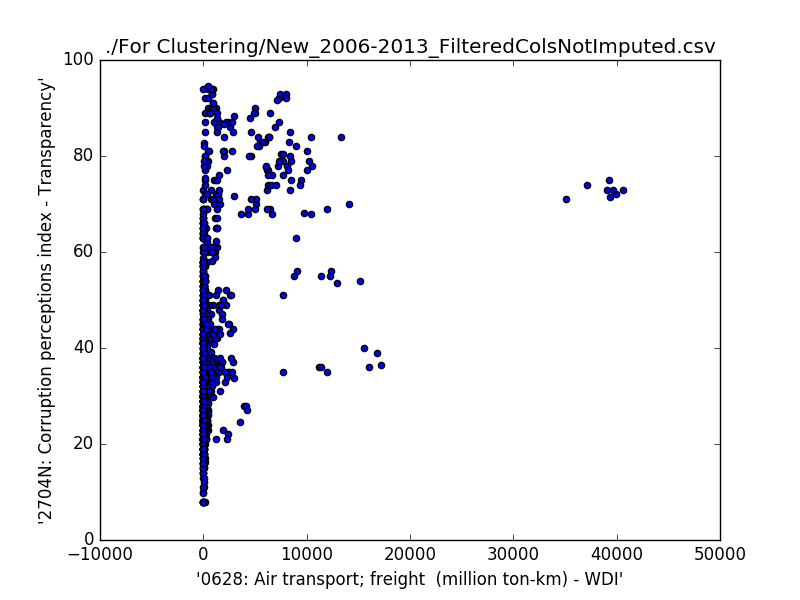 ./For Clustering/New_2006-2013_FilteredColsNotImputed.csv
100
80
60
40
20
0
'2704N: Corruption perceptions index - Transparency'
−10000 0 10000 20000 30000 40000 50000
'0628: Air transport; freight  (million ton-km) - WDI'